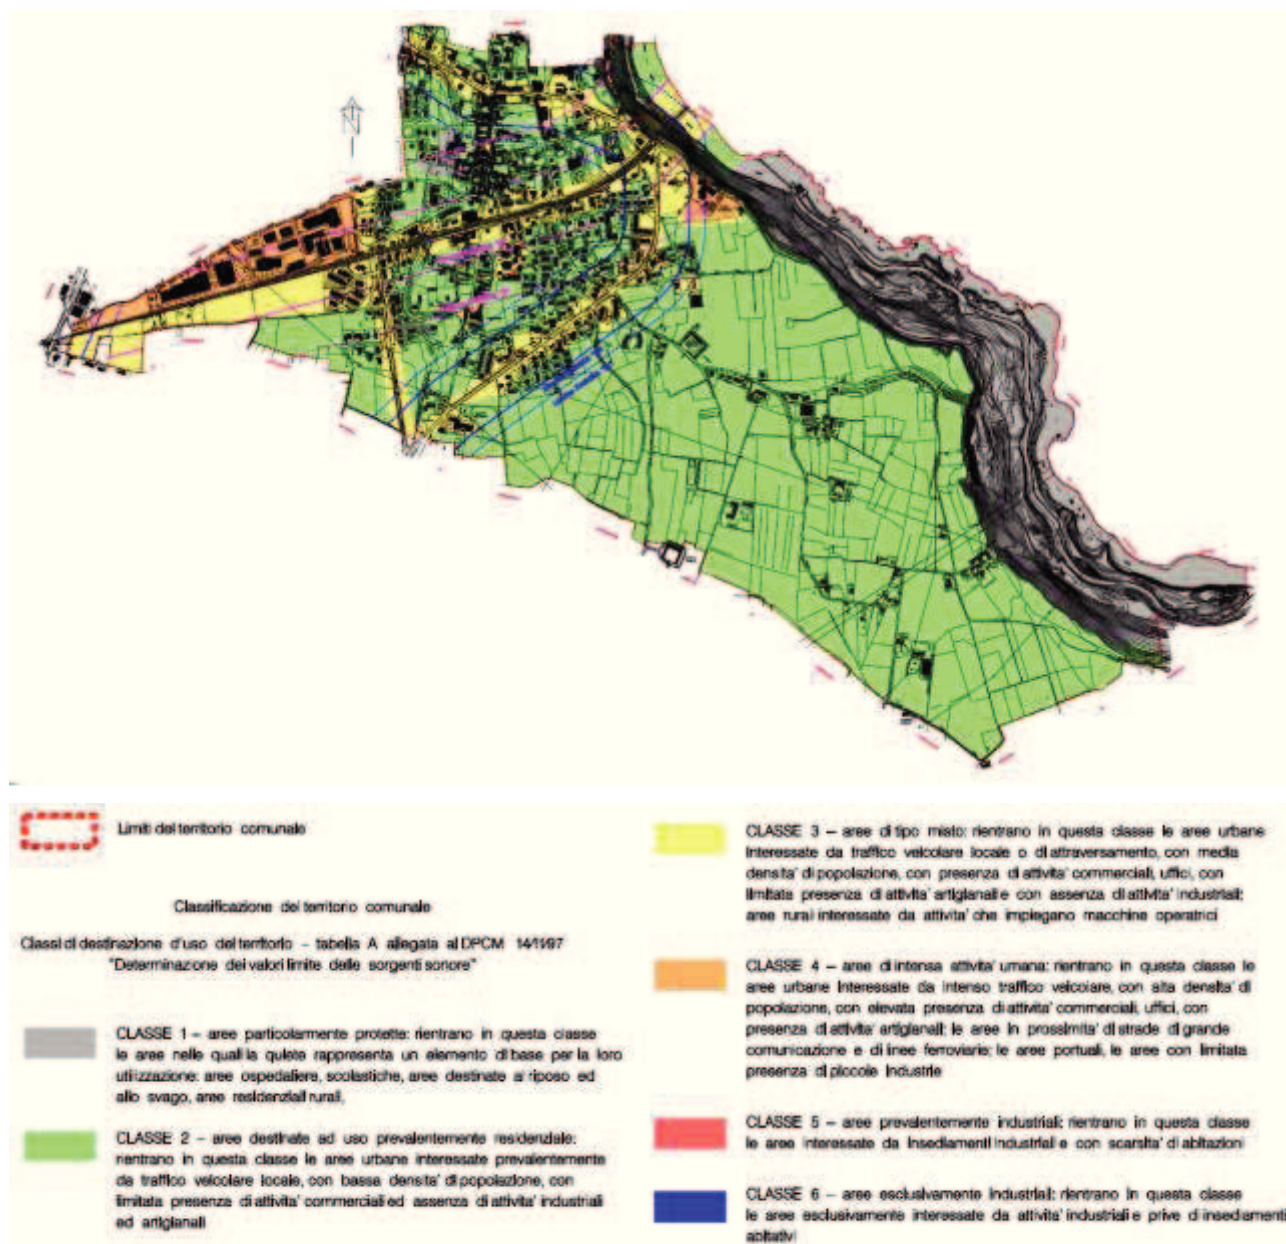 N
Limiti del territorio comunale
Classificazione del territorio comunale
Classi di destinazione d'uso del territorio - tabella A allegata al DPCM 14/11/97
"Determinazione dei valori limite delle sorgenti sonore"
CLASSE 1 - aree particolarmente protette: rientrano in questa classe
le aree nelle quali la quiete rappresenta un elemento di base per la loro
utilizzazione: aree ospedaliere, scolastiche, aree destinate al riposo ed
allo svago, aree residenziali rurali,
CLASSE 2 - aree destinate ad uso prevalentemente residenziale:
rientrano in questa classe le aree urbane interessate prevalentemente
da traffico veicolare locale, con bassa densita' di popolazione, con
limitata presenza di attivita' commerciali ed assenza di attivita' industriali
ed artigianali
CLASSE 3 - aree di tipo misto: rientrano in questa classe le aree urbane
interessate da traffico veicolare locale o di attraversamento, con media
densita' di popolazione, con presenza di attivita' commerciali, uffici, con
limitata presenza di attivita' artigianali e con assenza di attivita' industriali;
aree rurali interessate da attivita' che impiegano macchine operatrici
CLASSE 4 - aree di intensa attivita' umana: rientrano in questa classe le
aree urbane interessate da intenso traffico veicolare, con alta densita' di
popolazione, con elevata presenza di attivita' commerciali, uffici, con
presenza di attivita' artigianali; le aree in prossimita' di strade di grande
comunicazione e di linee ferroviarie; le aree portuali, le aree con limitata
presenza di piccole industrie
CLASSE 5 - aree prevalentemente industriali: rientrano in questa classe
le aree interessate da insediamenti industriali e con scarsita' di abitazioni
CLASSE 6 - aree esclusivamente industriali: rientrano in questa classe
le aree esclusivamente interessate da attivita' industriali e prive di insediamenti
abitativi